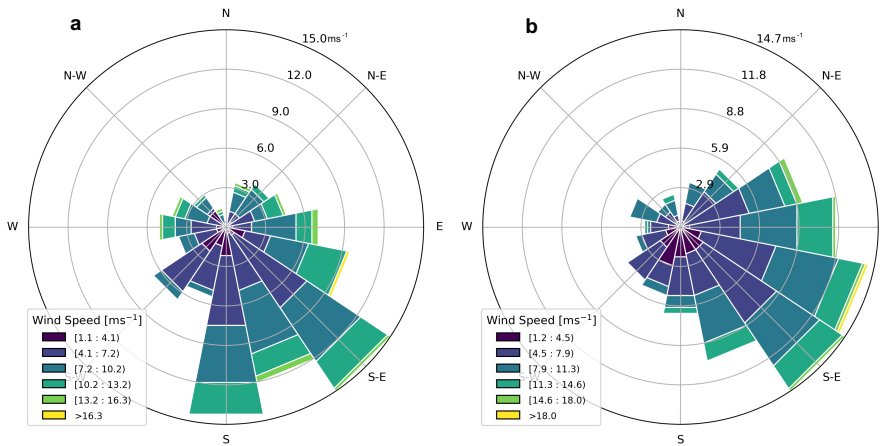 a
N
15.0ms⁻¹
12.0
N-E
9.0
6.0
3.0
N-W
W
E
S-E
S
S-W
Wind Speed [ms⁻¹]
[1.1 : 4.1)
[4.1 : 7.2)
[7.2 : 10.2)
[10.2 : 13.2)
[13.2 : 16.3)
>16.3
b
N
14.7ms⁻¹
11.8
N-E
8.8
5.9
2.9
N-W
W
E
S-E
S
S-W
Wind Speed [ms⁻¹]
[1.2 : 4.5)
[4.5 : 7.9)
[7.9 : 11.3)
[11.3 : 14.6)
[14.6 : 18.0)
>18.0